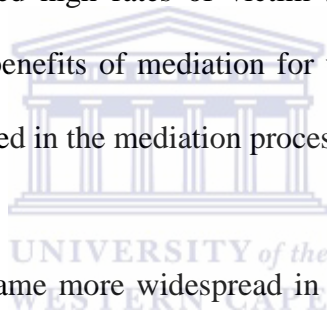 ed high rates of victim
benefits of mediation for
ed in the mediation proces
UNIVERSITY of the
ame more widespread in
WESTERN CAPE